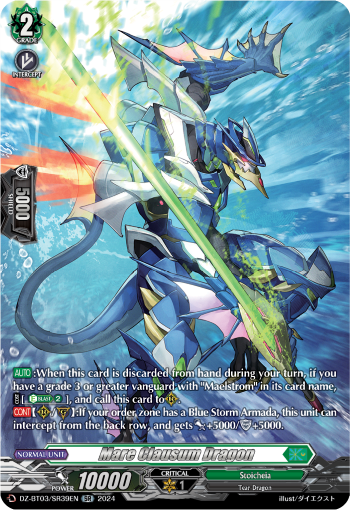 2
GRADE
INTERCEPT
5000
SHIELD
AUTO:When this card is discarded from hand during your turn, if you
have a grade 3 or greater vanguard with "Maelstrom" in its card name,
COST[E-BLAST 2], and call this card to R.
CONT[R/G]:If your order zone has a Blue Storm Armada, this unit can
intercept from the back row, and gets +5000/+5000.
NORMAL UNIT
Mare Clausum Dragon
POWER 10000
CRITICAL
1
Stoicheia
Tear Dragon
DZ-BT03/SR39EN SR 2024
illust/ダイエクスト